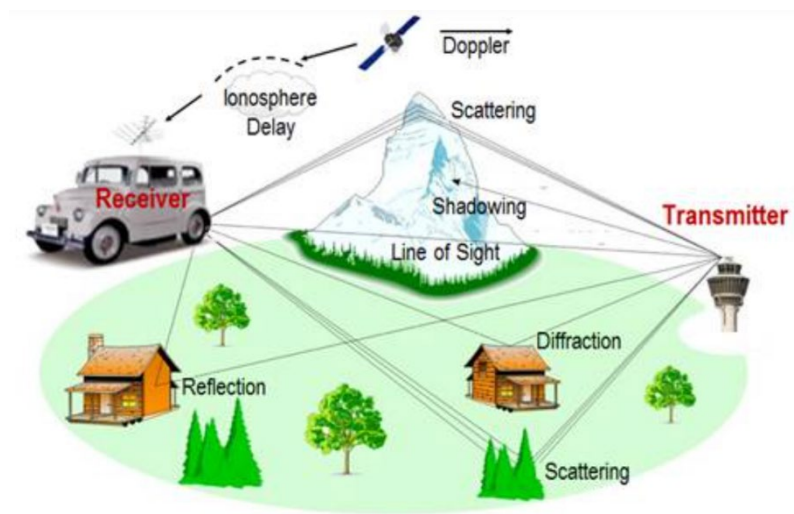 Doppler
Ionosphere
Delay
Scattering
Receiver
Shadowing
Transmitter
Line of Sight
Diffraction
Reflection
Scattering